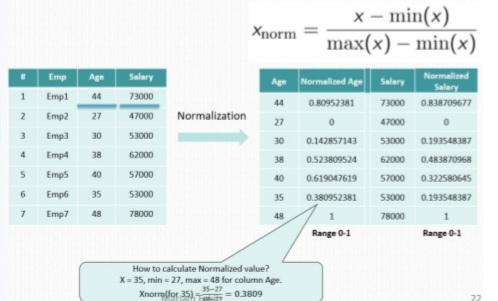 x_norm = (x − min(x)) / (max(x) − min(x))
# Emp Age Salary
1 Emp1 44 73000
2 Emp2 27 47000
3 Emp3 30 53000
4 Emp4 38 62000
5 Emp5 40 57000
6 Emp6 35 53000
7 Emp7 48 78000
Normalization
Age Normalized Age Salary Normalized Salary
44 0.80952381 73000 0.838709677
27 0 47000 0
30 0.142857143 53000 0.193548387
38 0.523809524 62000 0.483870968
40 0.619047619 57000 0.322580645
35 0.380952381 53000 0.193548387
48 1 78000 1
Range 0-1 Range 0-1
How to calculate Normalized value?
X = 35, min = 27, max = 48 for column Age.
Xnorm(for 35) = 35−27 / 48−27 = 0.3809
22